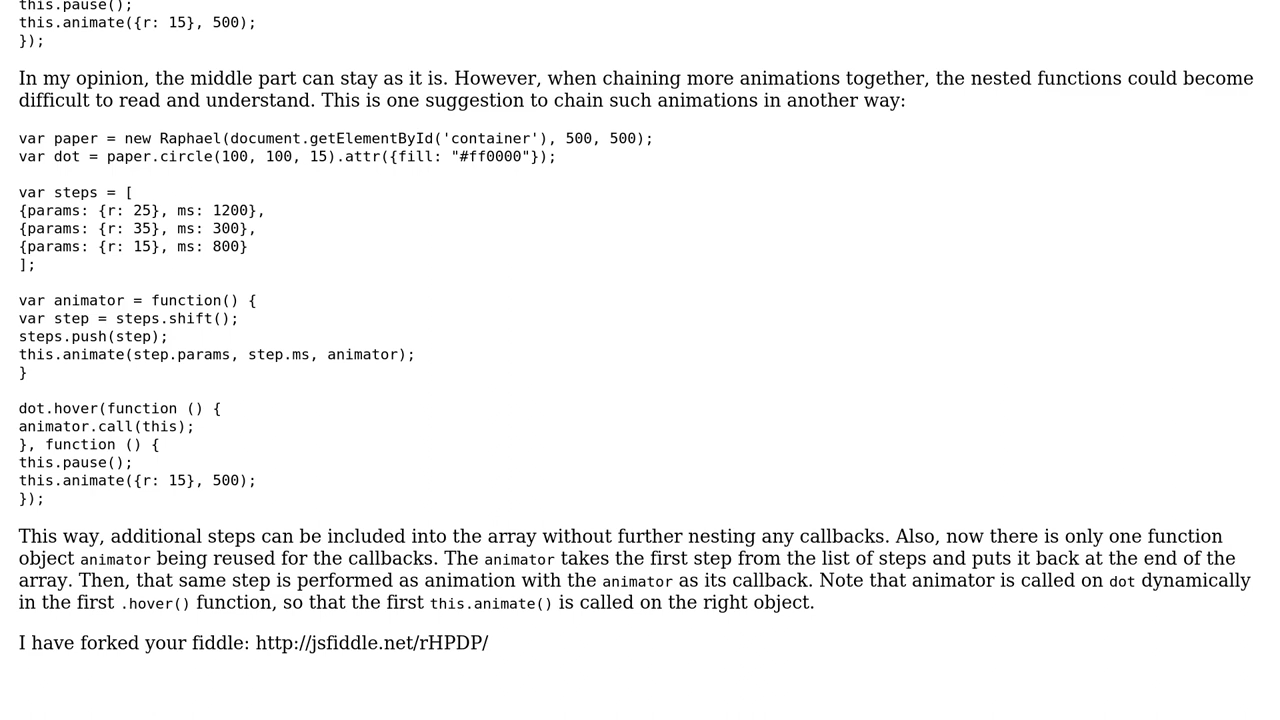 this.pause();
this.animate({r: 15}, 500);
});
In my opinion, the middle part can stay as it is. However, when chaining more animations together, the nested functions could become
difficult to read and understand. This is one suggestion to chain such animations in another way:
var paper = new Raphael(document.getElementById('container'), 500, 500);
var dot = paper.circle(100, 100, 15).attr({fill: "#ff0000"});
var steps = [
{params: {r: 25}, ms: 1200},
{params: {r: 35}, ms: 300},
{params: {r: 15}, ms: 800}
];
var animator = function() {
var step = steps.shift();
steps.push(step);
this.animate(step.params, step.ms, animator);
}
dot.hover(function () {
animator.call(this);
}, function () {
this.pause();
this.animate({r: 15}, 500);
});
This way, additional steps can be included into the array without further nesting any callbacks. Also, now there is only one function
object animator being reused for the callbacks. The animator takes the first step from the list of steps and puts it back at the end of the
array. Then, that same step is performed as animation with the animator as its callback. Note that animator is called on dot dynamically
in the first .hover() function, so that the first this.animate() is called on the right object.
I have forked your fiddle: http://jsfiddle.net/rHPDP/